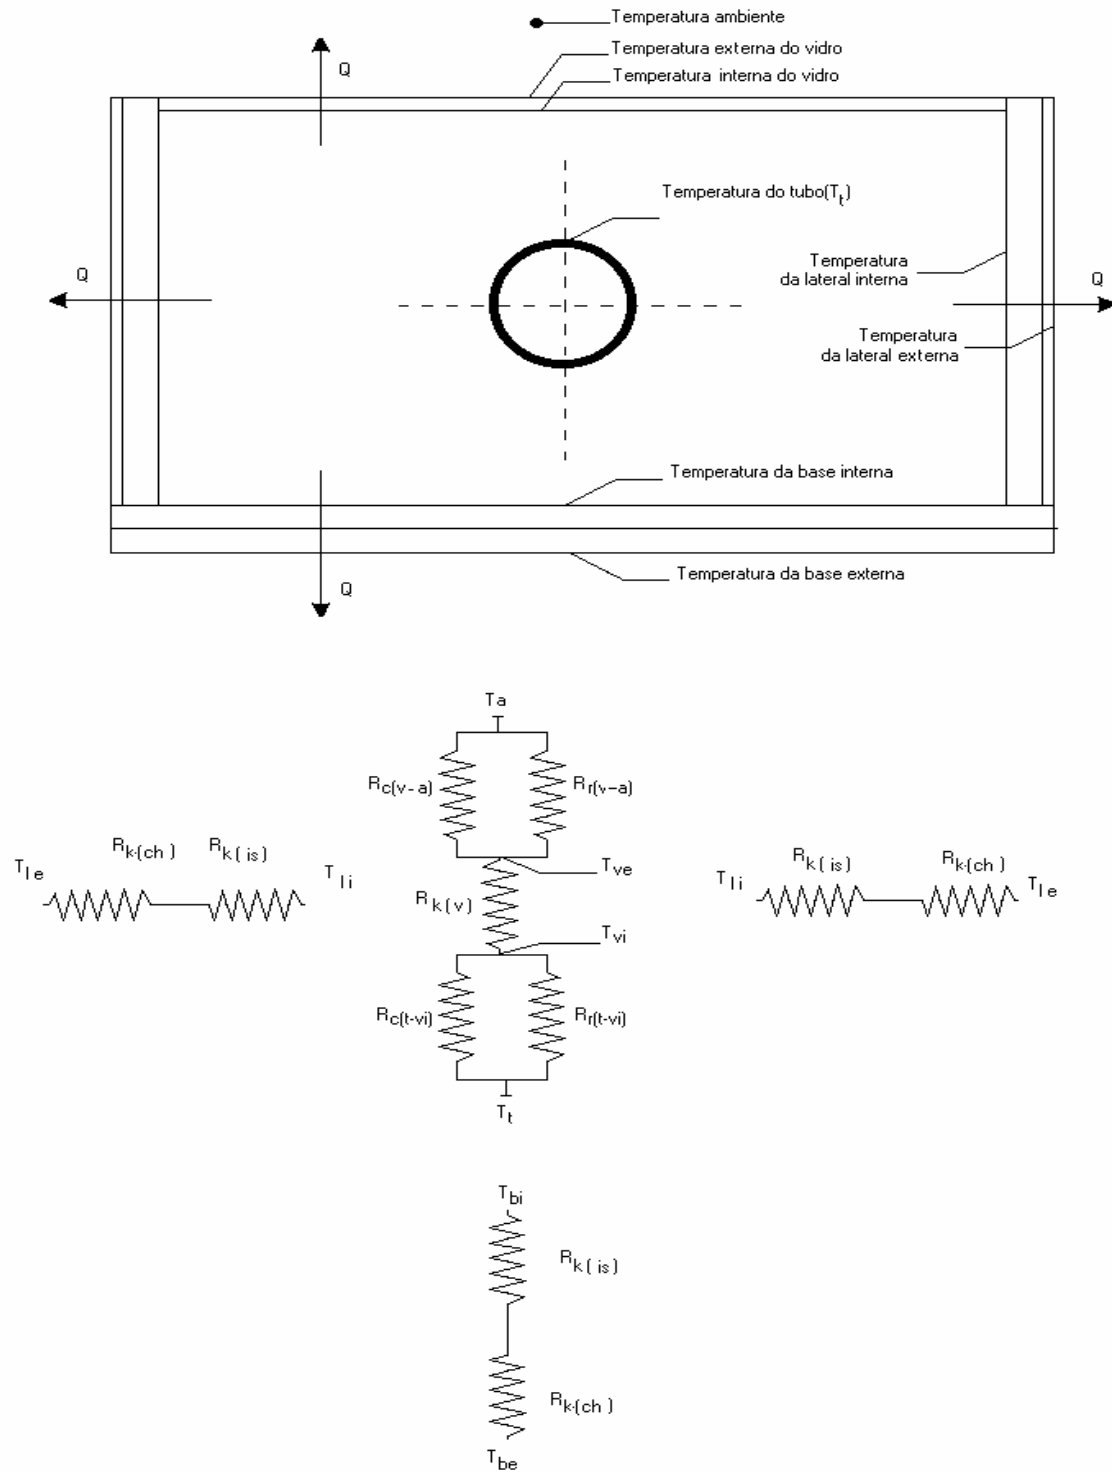 Temperatura ambiente
Temperatura externa do vidro
Temperatura interna do vidro
Q
Temperatura do tubo(Tt)
Q
Temperatura
da lateral interna
Q
Temperatura
da lateral externa
Temperatura da base interna
Temperatura da base externa
Q
Ta
Rc(v-a)
Rr(v-a)
Tle
Rk(ch)
Rk(is)
Tli
Rk(v)
Tve
Tvi
Tli
Rk(is)
Rk(ch)
Tle
Rc(t-vi)
Rr(t-vi)
Tt
Tbi
Rk(is)
Rk(ch)
Tbe